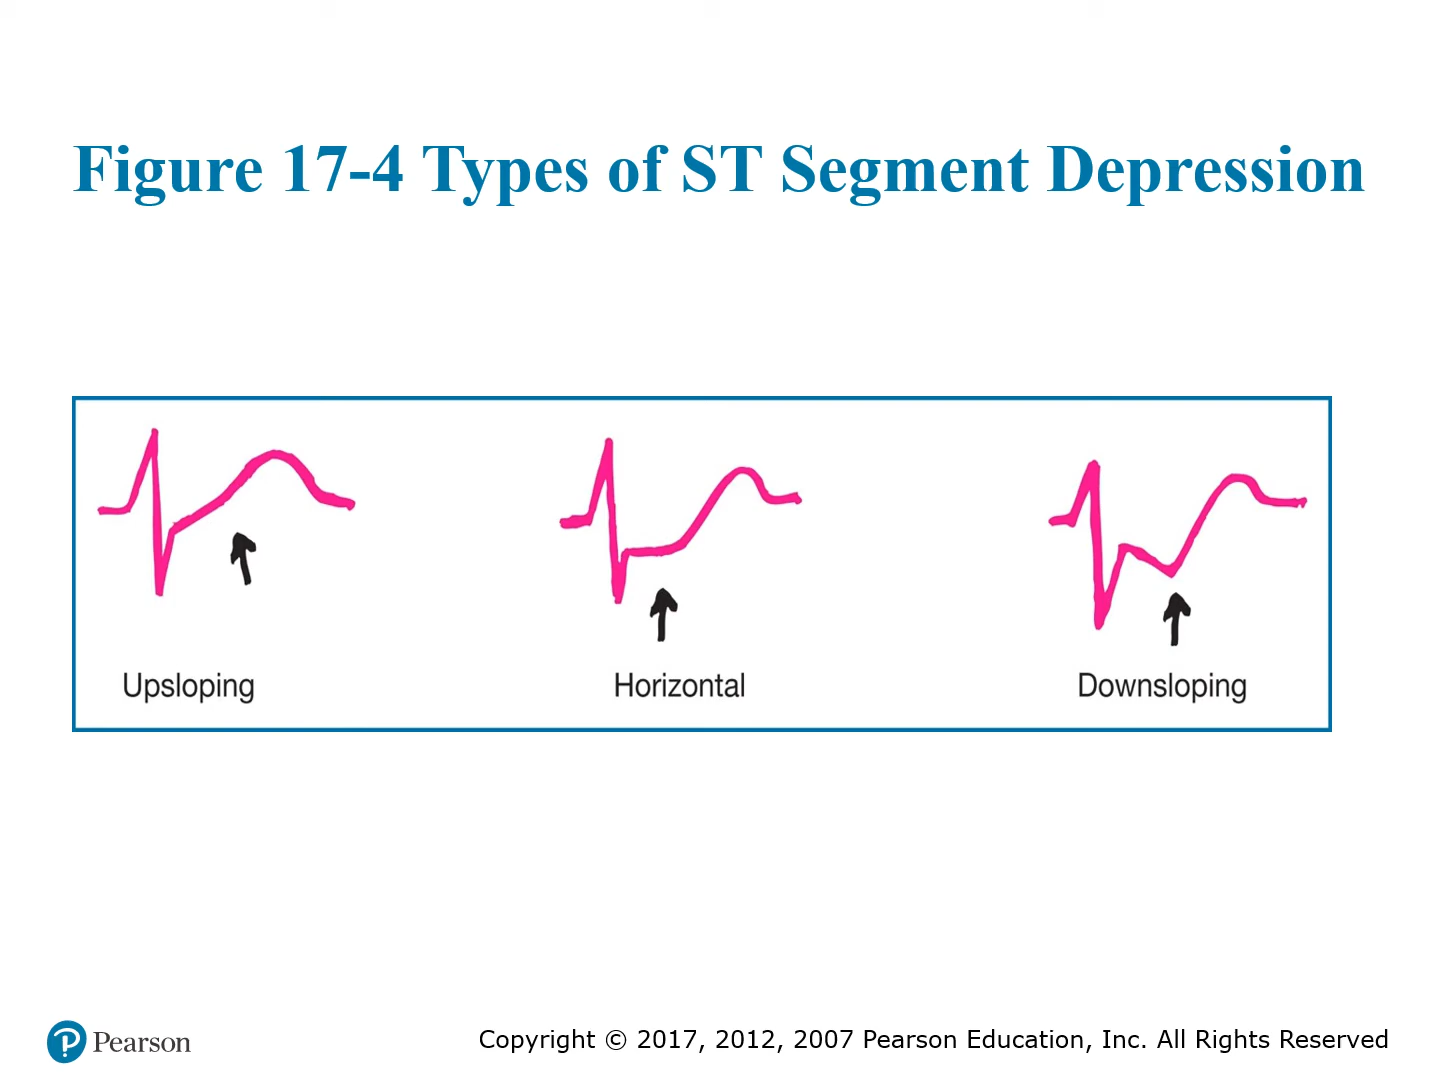 Figure 17-4 Types of ST Segment Depression
Upsloping
Horizontal
Downsloping
Pearson
Copyright © 2017, 2012, 2007 Pearson Education, Inc. All Rights Reserved